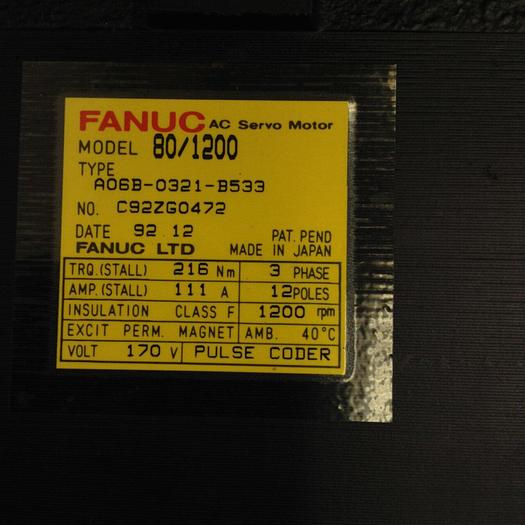 FANUC AC Servo Motor
MODEL 80/1200
TYPE
A06B-0321-B533
NO. C92ZG0472
DATE 92.12 PAT. PEND
FANUC LTD MADE IN JAPAN
TRQ.(STALL) 216 Nm 3 PHASE
AMP.(STALL) 111 A 12POLES
INSULATION CLASS F 1200 rpm
EXCIT PERM. MAGNET AMB. 40°C
VOLT 170 V PULSE CODER